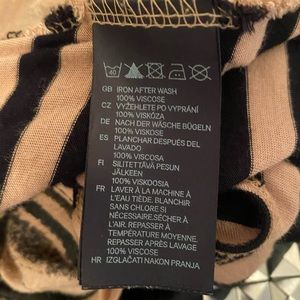 40
GB IRON AFTER WASH
100% VISCOSE
CZ VYŽEHLETE PO VYPRÁNÍ
100% VISKÓZA
DE NACH DER WÄSCHE BÜGELN
100% VISKOSE
ES PLANCHAR DESPUÉS DEL
LAVADO
100% VISCOSA
FI SILITETTÄVÄ PESUN
JÄLKEEN
100% VISKOOSIA
FR LAVER À LA MACHINE À
L'EAU TIÈDE. BLANCHIR
SANS CHLORE SI
NÉCESSAIRE.SÉCHER À
L'AIR. REPASSER À
TEMPÉRATURE MOYENNE.
REPASSER APRÈS LAVAGE
100% VISCOSE
HR IZGLAČATI NAKON PRANJA